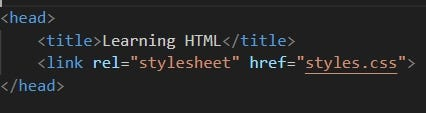 <head>
<title>Learning HTML</title>
<link rel="stylesheet" href="styles.css">
</head>